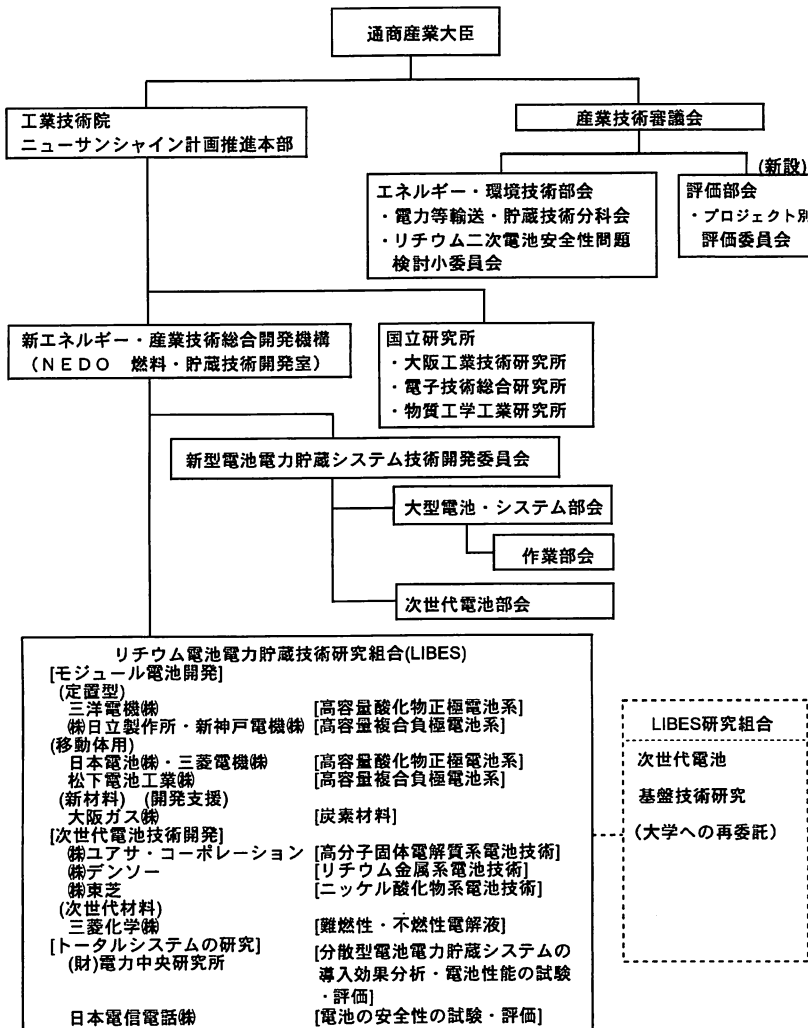 通商産業大臣
工業技術院
ニューサンシャイン計画推進本部
産業技術審議会
(新設)
エネルギー・環境技術部会
・電力等輸送・貯蔵技術分科会
・リチウム二次電池安全性問題
検討小委員会
評価部会
・プロジェクト別
評価委員会
新エネルギー・産業技術総合開発機構
（ＮＥＤＯ　燃料・貯蔵技術開発室）
国立研究所
・大阪工業技術研究所
・電子技術総合研究所
・物質工学工業研究所
新型電池電力貯蔵システム技術開発委員会
大型電池・システム部会
作業部会
次世代電池部会
リチウム電池電力貯蔵技術研究組合(LIBES)
[モジュール電池開発]
(定置型)
三洋電機㈱ [高容量酸化物正極電池系]
㈱日立製作所・新神戸電機㈱ [高容量複合負極電池系]
(移動体用)
日本電池㈱・三菱電機㈱ [高容量酸化物正極電池系]
松下電池工業㈱ [高容量複合負極電池系]
(新材料) (開発支援)
大阪ガス㈱ [炭素材料]
[次世代電池技術開発]
㈱ユアサ・コーポレーション [高分子固体電解質系電池技術]
㈱デンソー [リチウム金属系電池技術]
㈱東芝 [ニッケル酸化物系電池技術]
(次世代材料)
三菱化学㈱ [難燃性・不燃性電解液]
[トータルシステムの研究]
(財)電力中央研究所 [分散型電池電力貯蔵システムの
導入効果分析・電池性能の試験
・評価]
日本電信電話㈱ [電池の安全性の試験・評価]
LIBES研究組合
次世代電池
基盤技術研究
（大学への再委託）